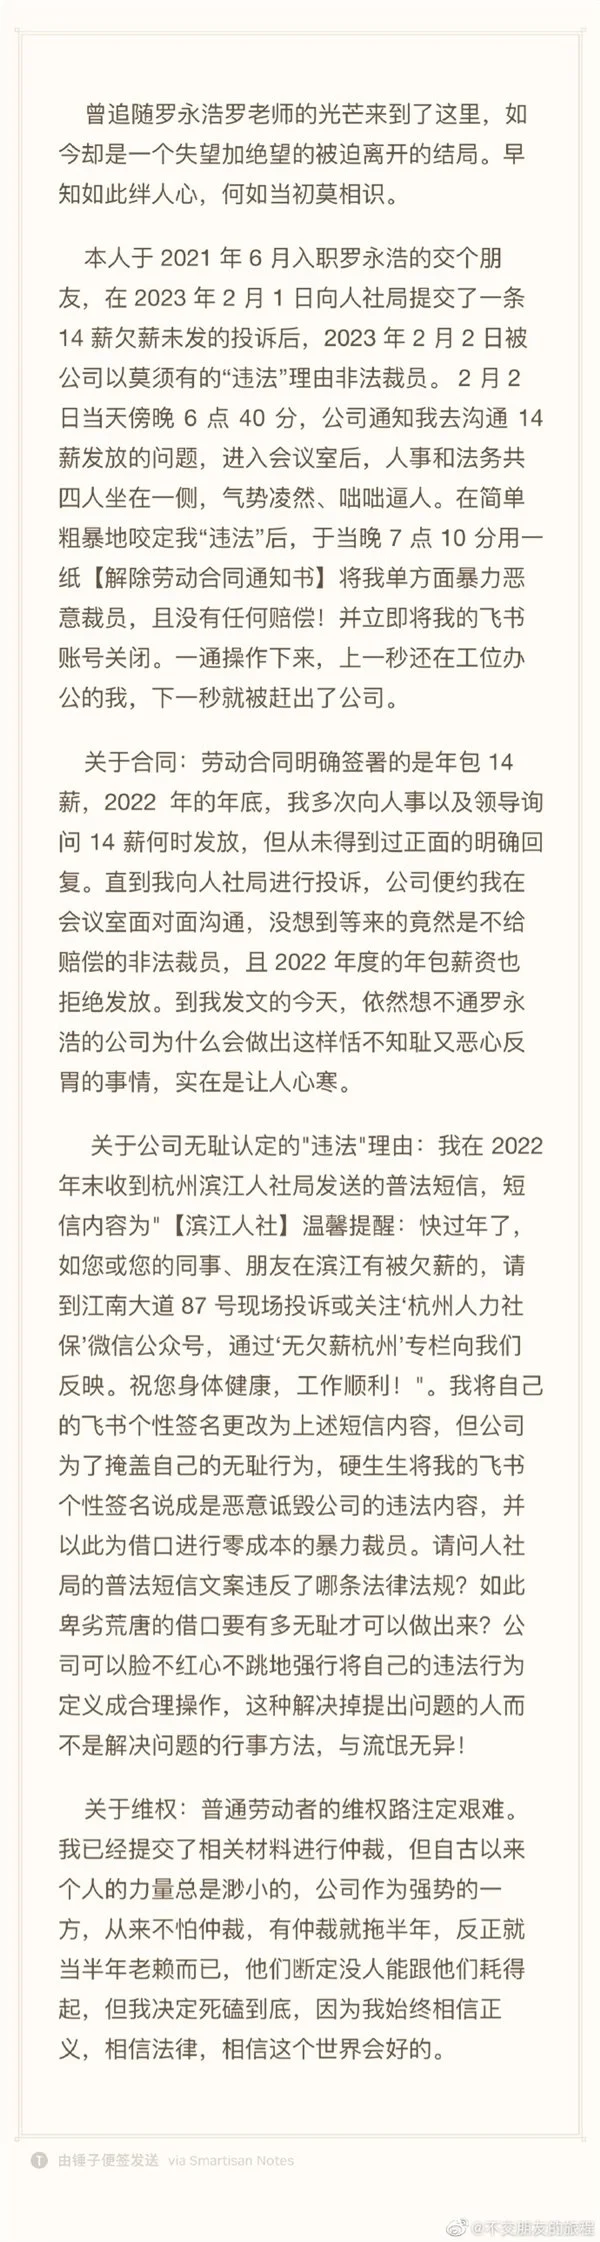 曾追随罗永浩罗老师的光芒来到了这里，如
今却是一个失望加绝望的被迫离开的结局。早
知如此绊人心，何如当初莫相识。
本人于 2021 年 6 月入职罗永浩的交个朋
友，在 2023 年 2 月 1 日向人社局提交了一条
14 薪欠薪未发的投诉后，2023 年 2 月 2 日被
公司以莫须有的“违法”理由非法裁员。 2 月 2
日当天傍晚 6 点 40 分，公司通知我去沟通 14
薪发放的问题，进入会议室后，人事和法务共
四人坐在一侧，气势凌然、咄咄逼人。在简单
粗暴地咬定我“违法”后，于当晚 7 点 10 分用一
纸【解除劳动合同通知书】将我单方面暴力恶
意裁员，且没有任何赔偿！并立即将我的飞书
账号关闭。一通操作下来，上一秒还在工位办
公的我，下一秒就被赶出了公司。
关于合同：劳动合同明确签署的是年包 14
薪，2022 年的年底，我多次向人事以及领导询
问 14 薪何时发放，但从未得到过正面的明确回
复。直到我向人社局进行投诉，公司便约我在
会议室面对面沟通，没想到等来的竟然是不给
赔偿的非法裁员，且 2022 年度的年包薪资也
拒绝发放。到我发文的今天，依然想不通罗永
浩的公司为什么会做出这样恬不知耻又恶心反
胃的事情，实在是让人心寒。
关于公司无耻认定的"违法"理由：我在 2022
年末收到杭州滨江人社局发送的普法短信，短
信内容为"【滨江人社】温馨提醒：快过年了，
如您或您的同事、朋友在滨江有被欠薪的，请
到江南大道 87 号现场投诉或关注‘杭州人力社
保’微信公众号，通过‘无欠薪杭州’专栏向我们
反映。祝您身体健康，工作顺利！"。我将自己
的飞书个性签名更改为上述短信内容，但公司
为了掩盖自己的无耻行为，硬生生将我的飞书
个性签名说成是恶意诋毁公司的违法内容，并
以此为借口进行零成本的暴力裁员。请问人社
局的普法短信文案违反了哪条法律法规？如此
卑劣荒唐的借口要有多无耻才可以做出来？公
司可以脸不红心不跳地强行将自己的违法行为
定义成合理操作，这种解决掉提出问题的人而
不是解决问题的行事方法，与流氓无异！
关于维权：普通劳动者的维权路注定艰难。
我已经提交了相关材料进行仲裁，但自古以来
个人的力量总是渺小的，公司作为强势的一
方，从来不怕仲裁，有仲裁就拖半年，反正就
当半年老赖而已，他们断定没人能跟他们耗得
起，但我决定死磕到底，因为我始终相信正
义，相信法律，相信这个世界会好的。
T 由锤子便签发送 via Smartisan Notes
@不交朋友的旅程